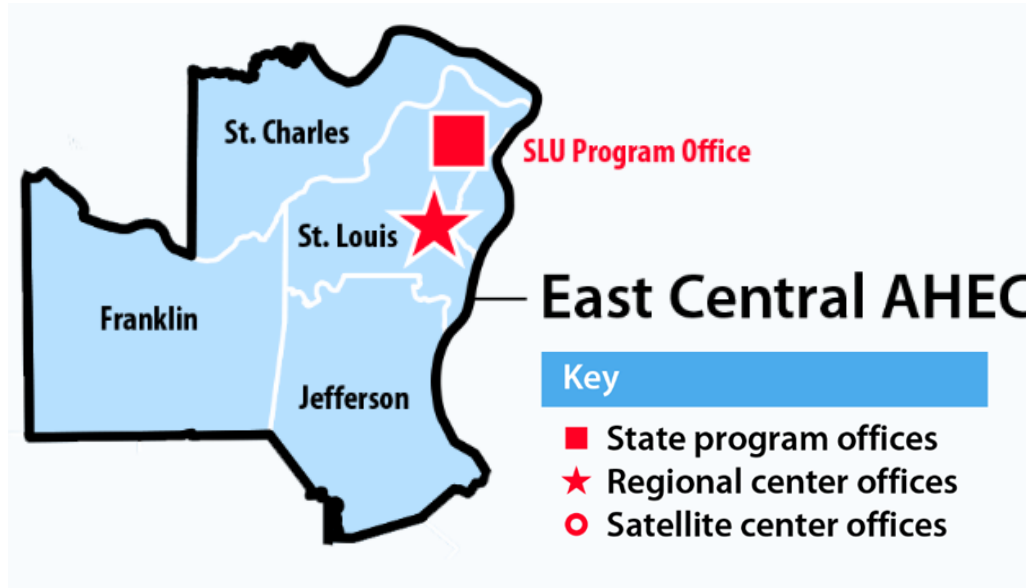 St. Charles
SLU Program Office
St. Louis
East Central AHEC
Franklin
Key
Jefferson
State program offices
Regional center offices
Satellite center offices